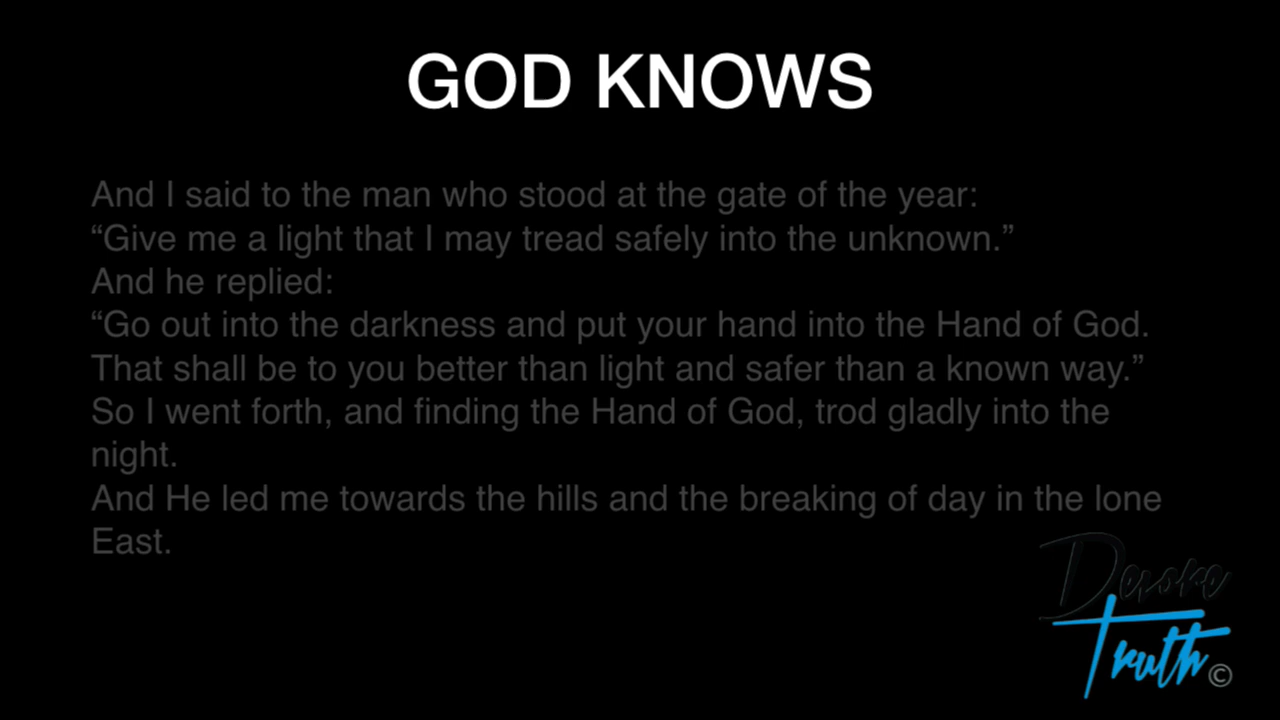 GOD KNOWS
And I said to the man who stood at the gate of the year:
“Give me a light that I may tread safely into the unknown.”
And he replied:
“Go out into the darkness and put your hand into the Hand of God.
That shall be to you better than light and safer than a known way.”
So I went forth, and finding the Hand of God, trod gladly into the
night.
And He led me towards the hills and the breaking of day in the lone
East.
Truth ©